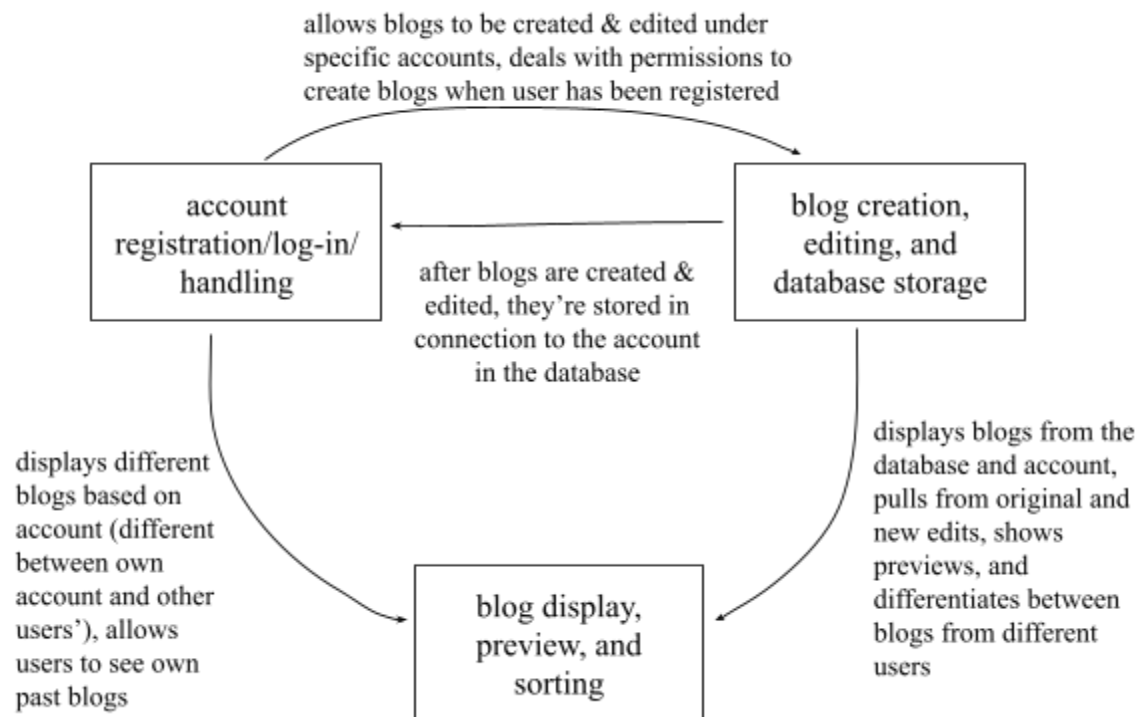 allows blogs to be created & edited under
specific accounts, deals with permissions to
create blogs when user has been registered
account
registration/log-in/
handling
blog creation,
editing, and
database storage
after blogs are created &
edited, they’re stored in
connection to the account
in the database
displays different
blogs based on
account (different
between own
account and other
users’), allows
users to see own
past blogs
displays blogs from the
database and account,
pulls from original and
new edits, shows
previews, and
differentiates between
blogs from different
users
blog display,
preview, and
sorting